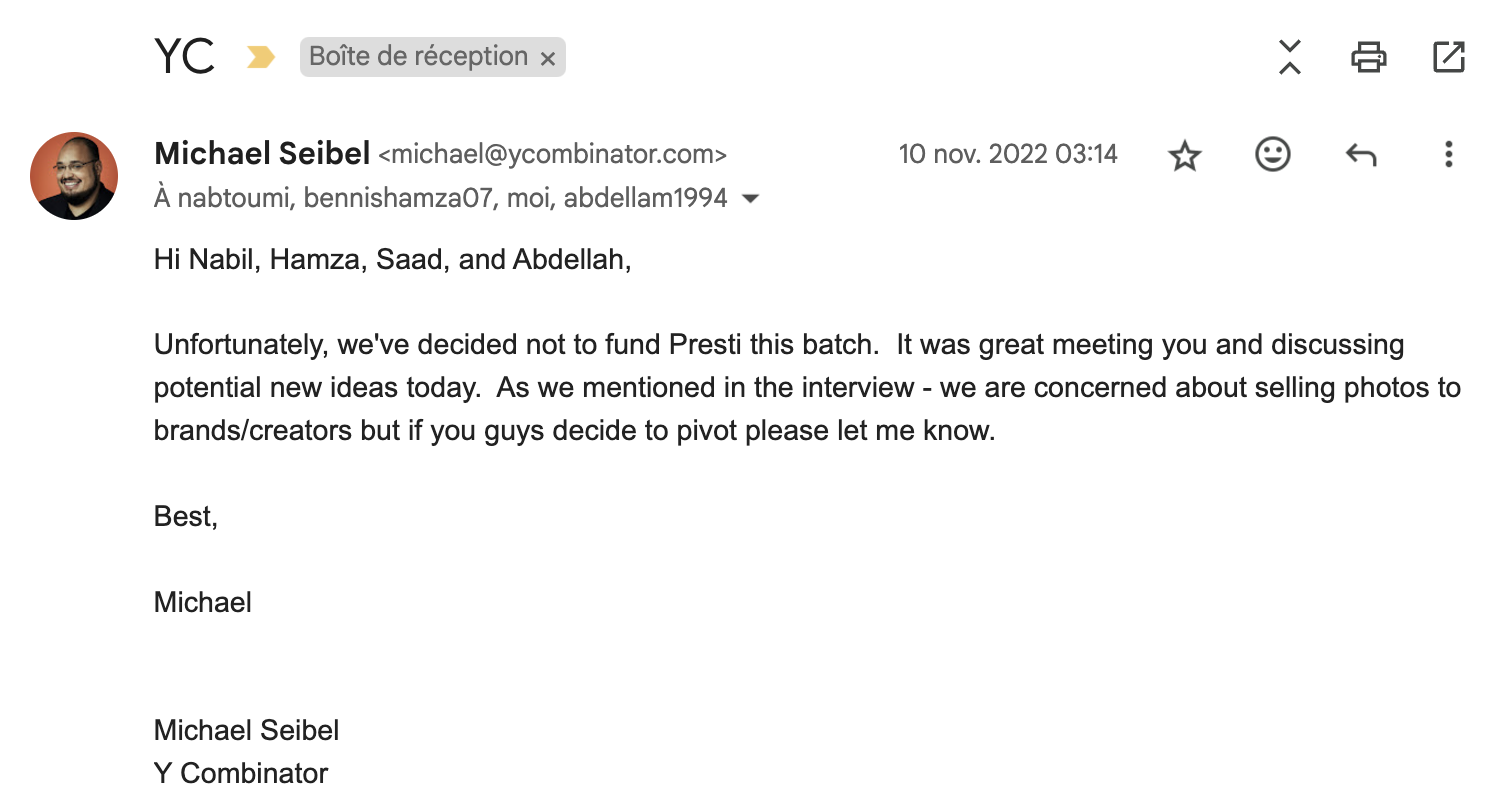 YC
Boîte de réception ×
Michael Seibel <michael@ycombinator.com>
10 nov. 2022 03:14
À nabtoumi, bennishamza07, moi, abdellam1994
Hi Nabil, Hamza, Saad, and Abdellah,
Unfortunately, we've decided not to fund Presti this batch.  It was great meeting you and discussing
potential new ideas today.  As we mentioned in the interview - we are concerned about selling photos to
brands/creators but if you guys decide to pivot please let me know.
Best,
Michael
Michael Seibel
Y Combinator